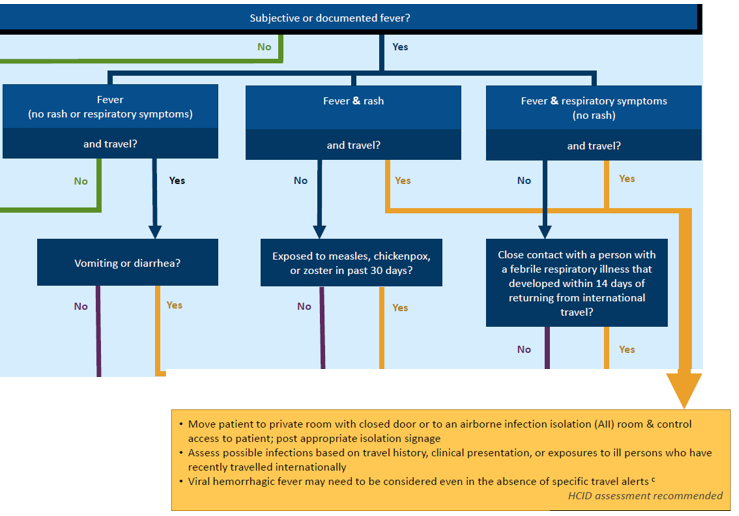 Subjective or documented fever?
No
Yes
Fever
(no rash or respiratory symptoms)
and travel?
Fever & rash
and travel?
Fever & respiratory symptoms
(no rash)
and travel?
No
Yes
No
Yes
No
Yes
Vomiting or diarrhea?
Exposed to measles, chickenpox,
or zoster in past 30 days?
Close contact with a person with
a febrile respiratory illness that
developed within 14 days of
returning from international
travel?
No
Yes
No
Yes
No
Yes
• Move patient to private room with closed door or to an airborne infection isolation (AII) room & control
access to patient; post appropriate isolation signage
• Assess possible infections based on travel history, clinical presentation, or exposures to ill persons who have
recently travelled internationally
• Viral hemorrhagic fever may need to be considered even in the absence of specific travel alerts c
HCID assessment recommended